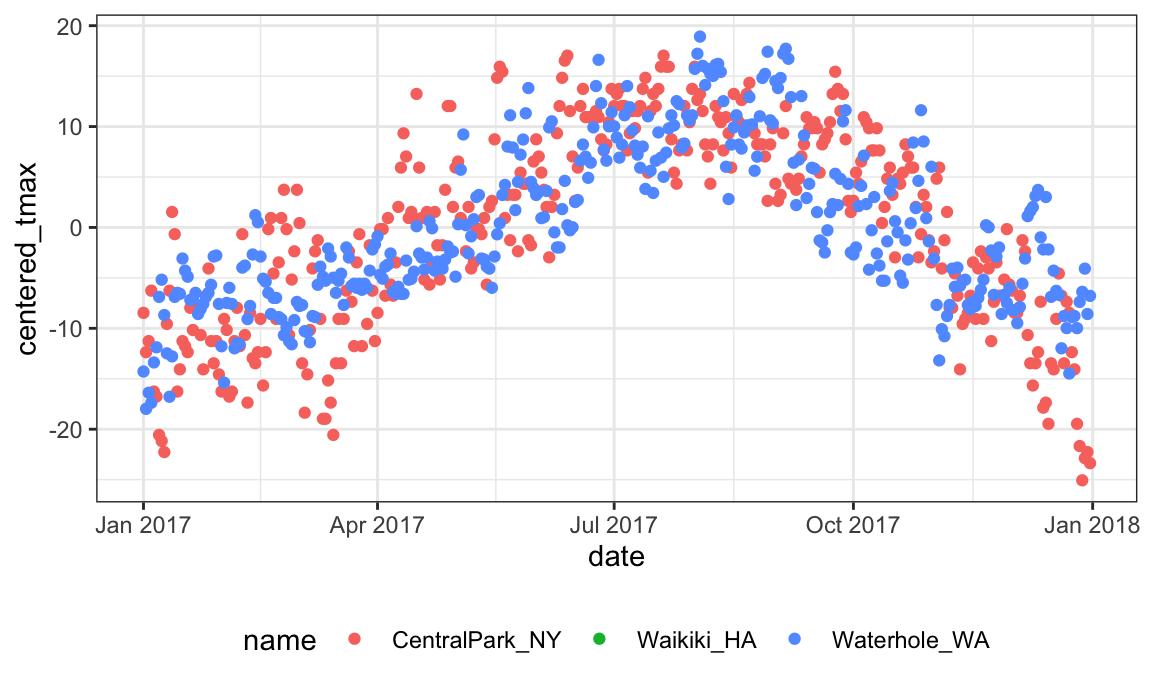 centered_tmax
20
10
0
-10
-20
Jan 2017 Apr 2017 Jul 2017 Oct 2017 Jan 2018
date
name CentralPark_NY Waikiki_HA Waterhole_WA